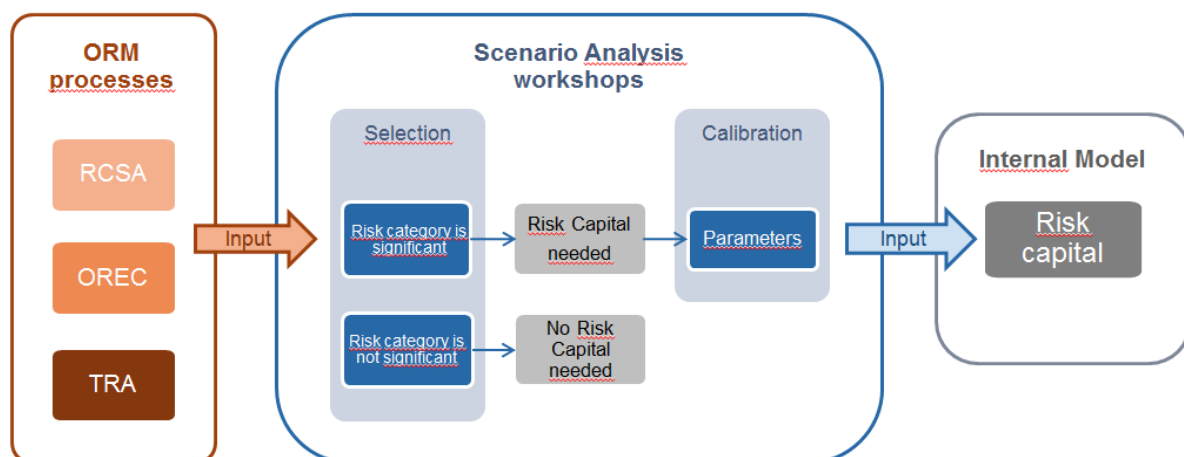 ORM
processes
RCSA
OREC
TRA
Input
Scenario Analysis
workshops
Selection
Risk category is
significant
Risk category is
not significant
Risk Capital
needed
No Risk
Capital
needed
Calibration
Parameters
Input
Internal Model
Risk
capital